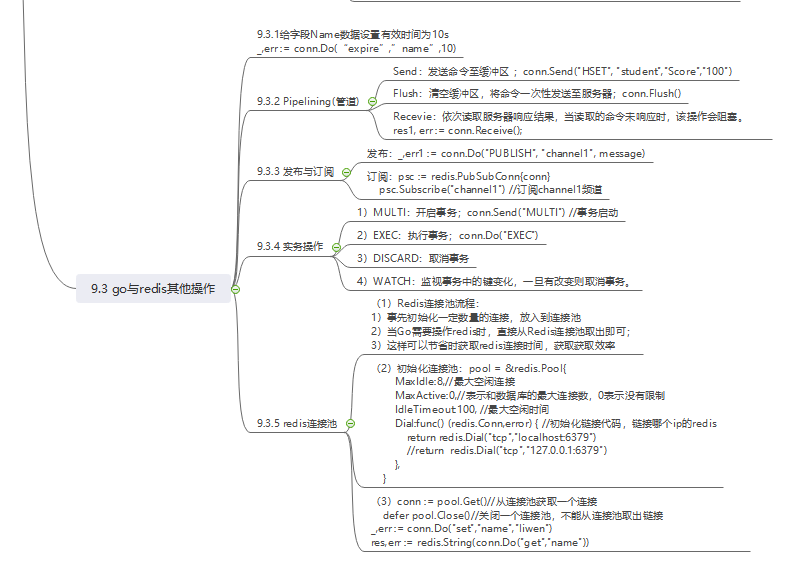 9.3 go与redis其他操作
9.3.1给字段Name数据设置有效时间为10s
_,err := conn.Do(“expire”,”name”,10)
9.3.2 Pipelining(管道)
Send：发送命令至缓冲区 ；conn.Send("HSET", "student","Score","100")
Flush：清空缓冲区，将命令一次性发送至服务器；conn.Flush()
Recevie：依次读取服务器响应结果，当读取的命令未响应时，该操作会阻塞。
res1, err := conn.Receive();
9.3.3 发布与订阅
发布：_,err1 := conn.Do("PUBLISH", "channel1", message)
订阅：psc := redis.PubSubConn{conn}
psc.Subscribe("channel1") //订阅channel1频道
9.3.4 实务操作
1）MULTI：开启事务；conn.Send("MULTI") //事务启动
2）EXEC：执行事务；conn.Do("EXEC")
3）DISCARD：取消事务
4）WATCH：监视事务中的键变化，一旦有改变则取消事务。
9.3.5 redis连接池
（1）Redis连接池流程：
1）事先初始化一定数量的连接，放入到连接池
2）当Go需要操作redis时，直接从Redis连接池取出即可；
3）这样可以节省时获取redis连接时间，获取获取效率
（2）初始化连接池：pool = &redis.Pool{
MaxIdle:8,//最大空闲连接
MaxActive:0,//表示和数据库的最大连接数，0表示没有限制
IdleTimeout:100, //最大空闲时间
Dial:func() (redis.Conn,error) { //初始化链接代码，链接哪个ip的redis
return redis.Dial("tcp","localhost:6379")
//return redis.Dial("tcp","127.0.0.1:6379")
},
}
（3）conn := pool.Get()//从连接池获取一个连接
defer pool.Close()//关闭一个连接池，不能从连接池取出链接
_,err := conn.Do("set","name","liwen")
res,err := redis.String(conn.Do("get","name"))